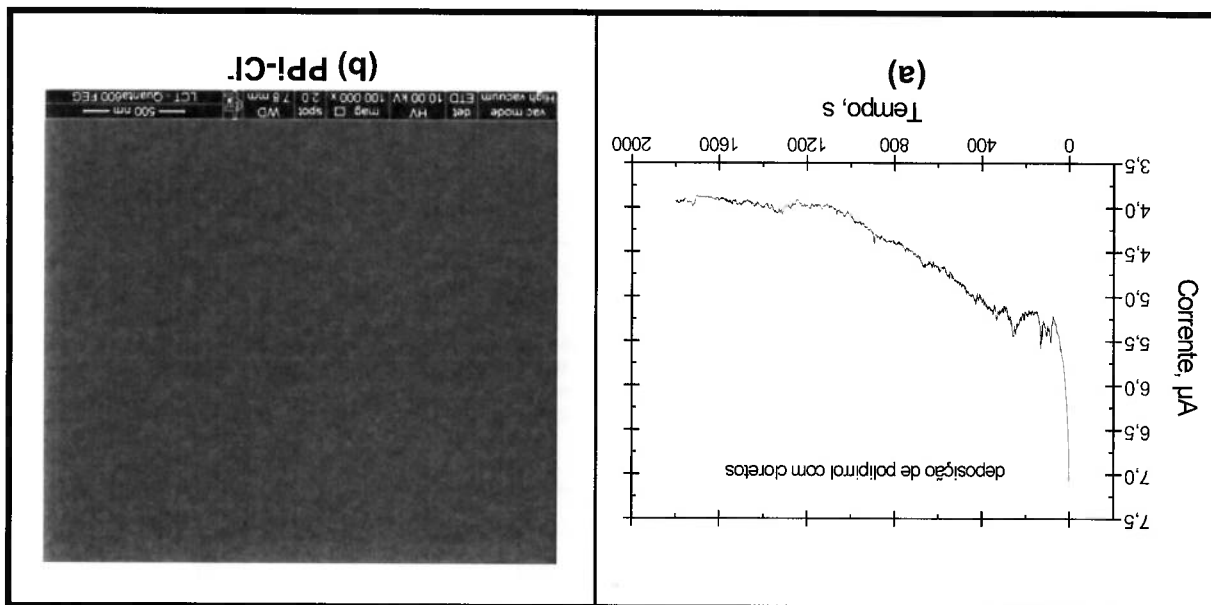 7,5
7,0
6,5
6,0
5,5
5,0
4,5
4,0
3,5
Corrente, µA
deposição de polipirrol com cloretos
0 400 800 1200 1600 2000
Tempo, s
(a)
vac mode det HV mag □ spot WD 500 nm
High vacuum ETD 10.00 kV 100 000 x 2.0 7.8 mm LCT - Quanta600 FEG
(b) PPi-Cl-